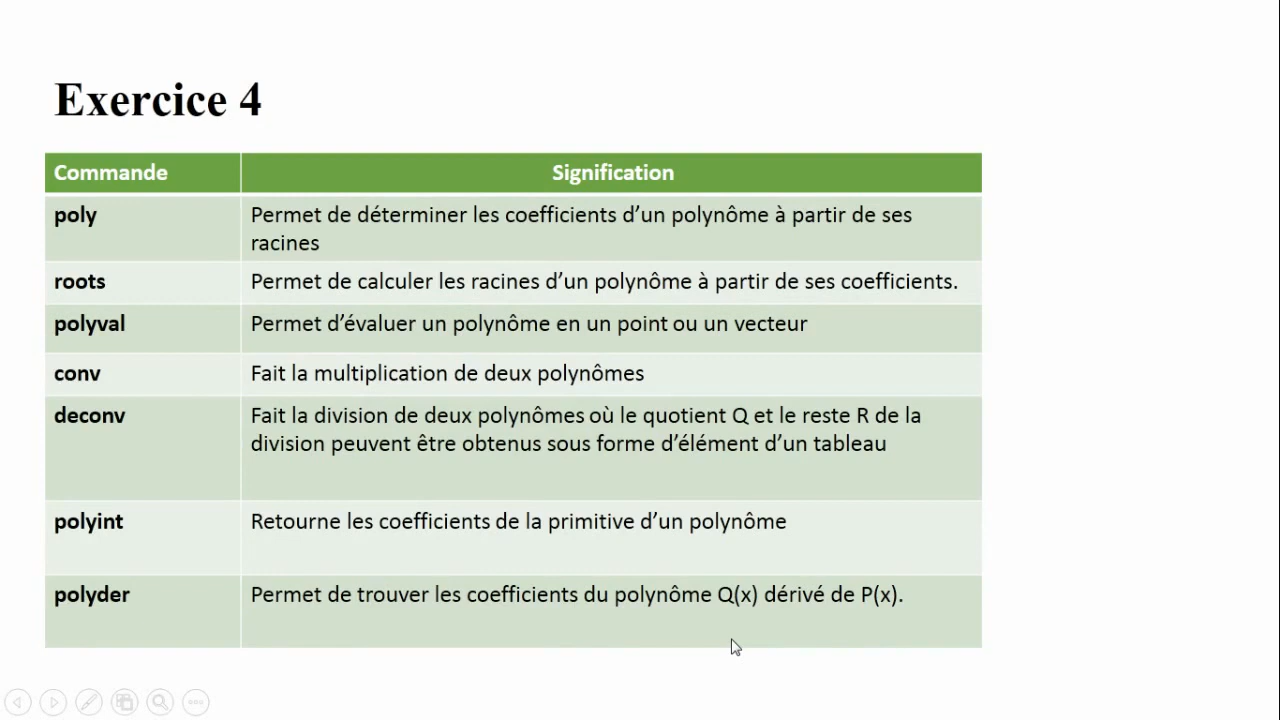 Exercice 4
Commande Signification
poly Permet de déterminer les coefficients d’un polynôme à partir de ses
racines
roots Permet de calculer les racines d’un polynôme à partir de ses coefficients.
polyval Permet d’évaluer un polynôme en un point ou un vecteur
conv Fait la multiplication de deux polynômes
deconv Fait la division de deux polynômes où le quotient Q et le reste R de la
division peuvent être obtenus sous forme d’élément d’un tableau
polyint Retourne les coefficients de la primitive d’un polynôme
polyder Permet de trouver les coefficients du polynôme Q(x) dérivé de P(x).